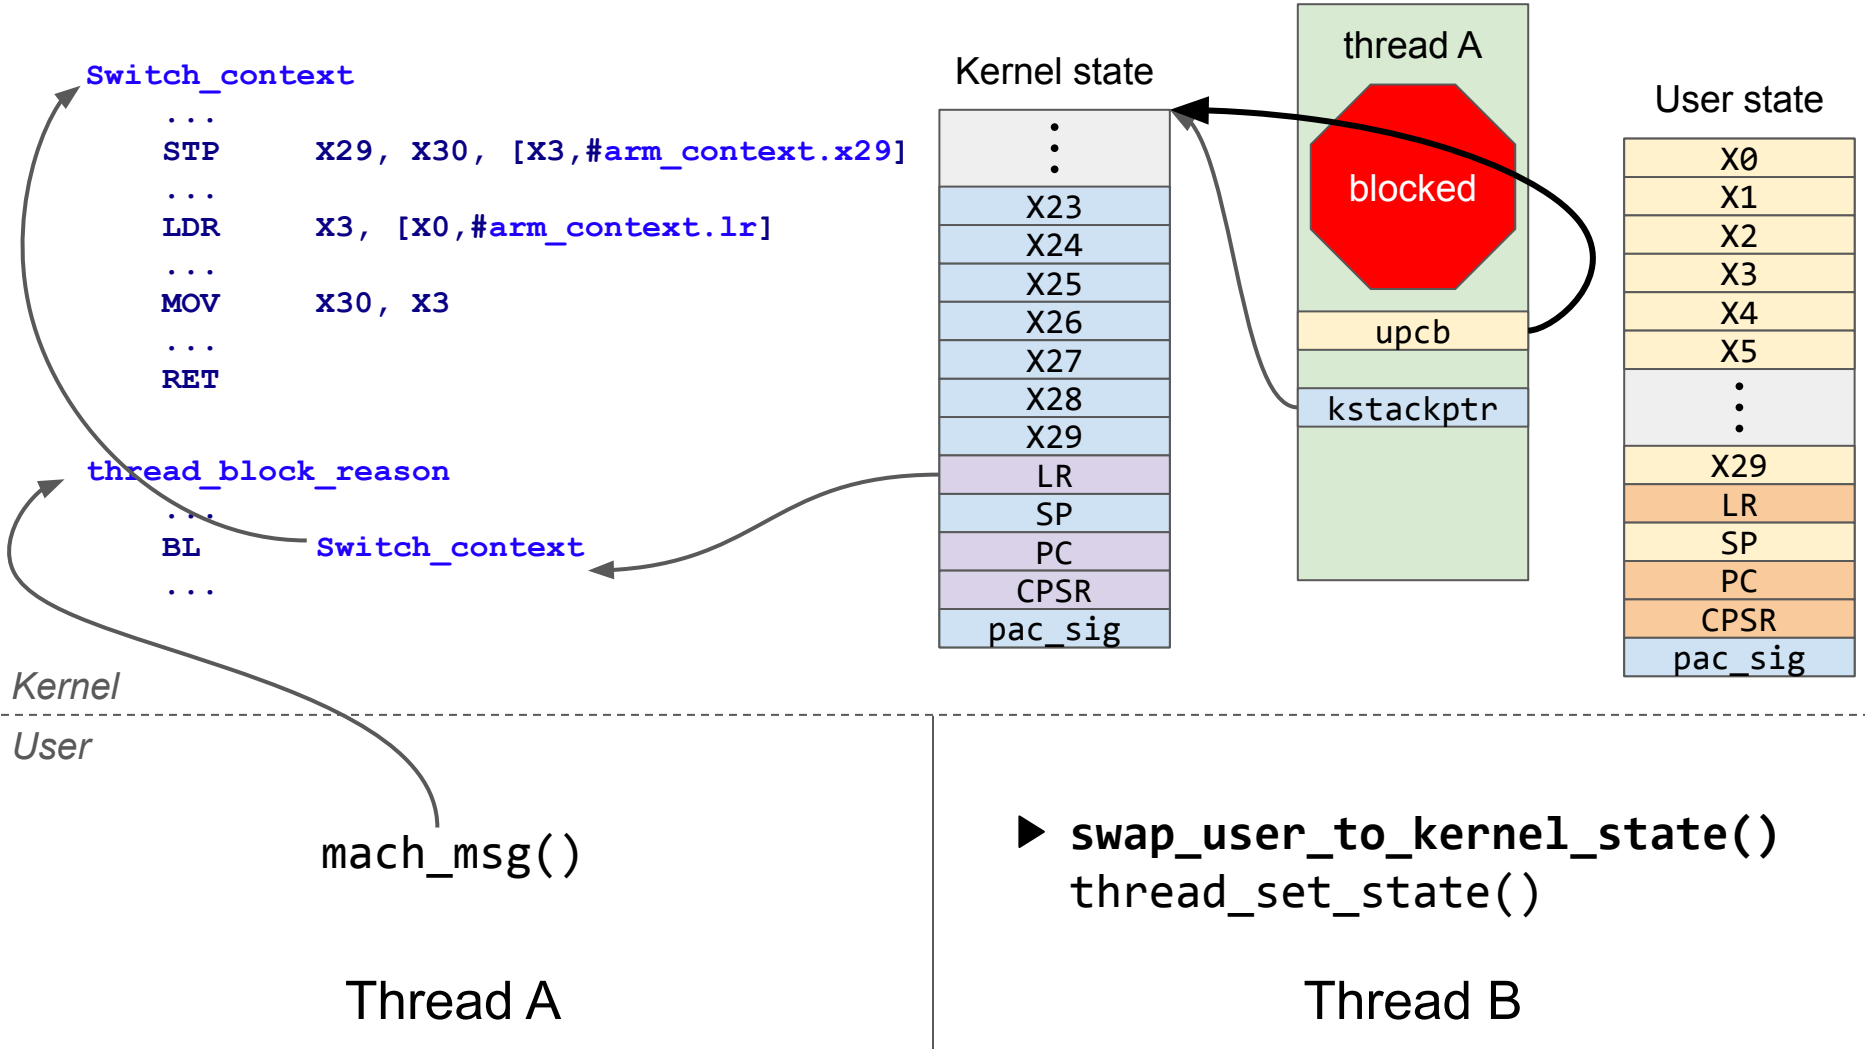 Switch_context
...
STP X29, X30, [X3,#arm_context.x29]
...
LDR X3, [X0,#arm_context.lr]
...
MOV X30, X3
...
RET
thread_block_reason
...
BL Switch_context
...
Kernel state
X23
X24
X25
X26
X27
X28
X29
LR
SP
PC
CPSR
pac_sig
thread A
blocked
upcb
kstackptr
User state
X0
X1
X2
X3
X4
X5
X29
LR
SP
PC
CPSR
pac_sig
Kernel
User
mach_msg()
Thread A
swap_user_to_kernel_state()
thread_set_state()
Thread B